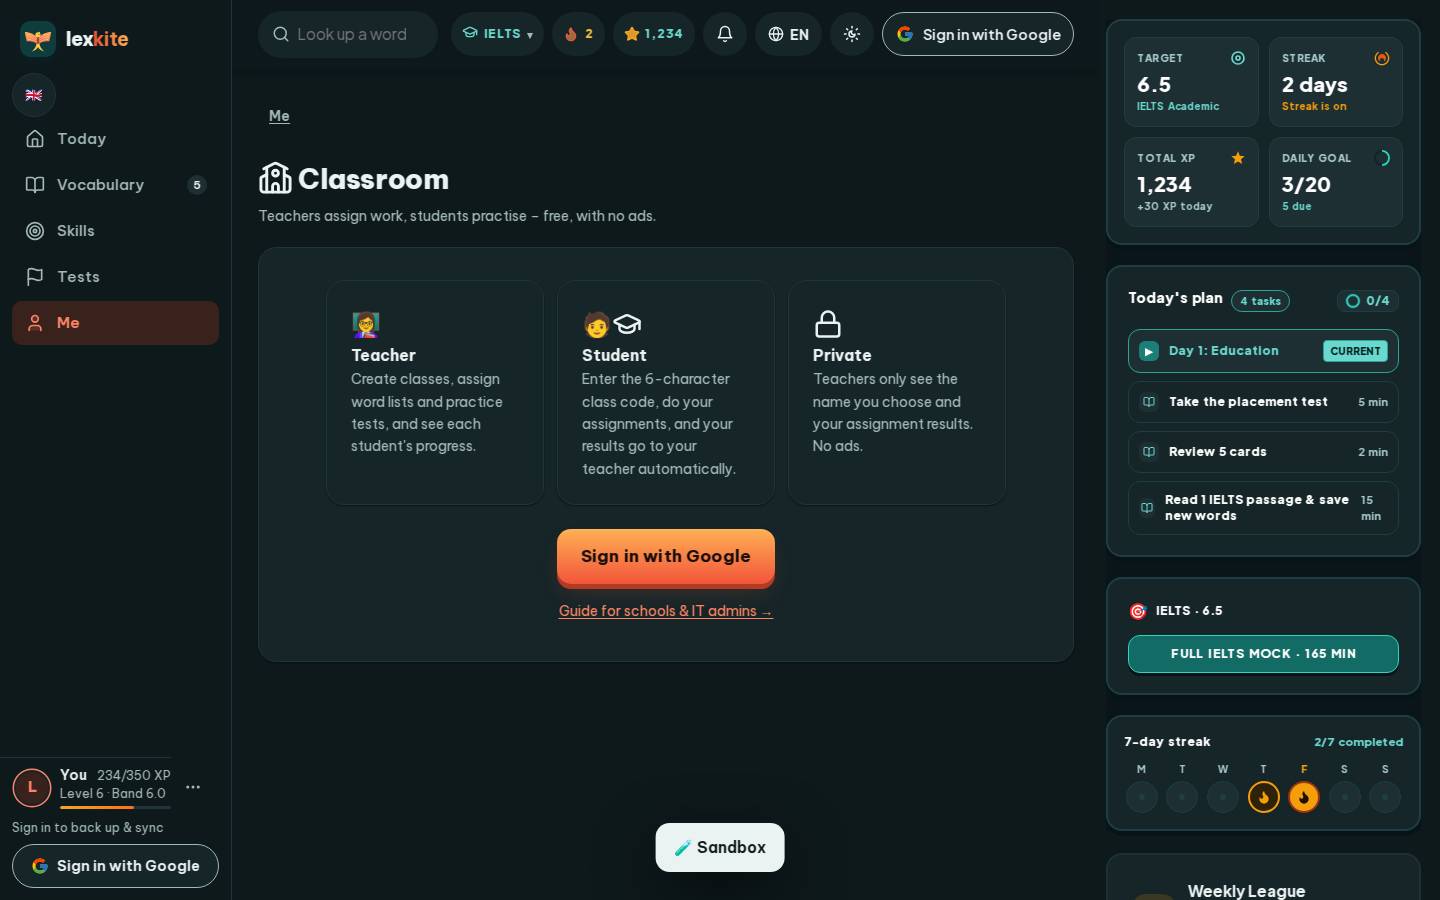 lexkite
Today
Vocabulary 5
Skills
Tests
Me
You 234/350 XP
Level 6 · Band 6.0
L
Sign in to back up & sync
Sign in with Google
Look up a word
IELTS ▾
2
1,234
EN
Sign in with Google
Me
Classroom
Teachers assign work, students practise – free, with no ads.
Teacher
Create classes, assign
word lists and practice
tests, and see each
student's progress.
Student
Enter the 6-character
class code, do your
assignments, and your
results go to your
teacher automatically.
Private
Teachers only see the
name you choose and
your assignment results.
No ads.
Sign in with Google
Guide for schools & IT admins →
Sandbox
TARGET
6.5
IELTS Academic
STREAK
2 days
Streak is on
TOTAL XP
1,234
+30 XP today
DAILY GOAL
3/20
5 due
Today's plan 4 tasks 0/4
Day 1: Education CURRENT
Take the placement test 5 min
Review 5 cards 2 min
Read 1 IELTS passage & save 15
new words min
IELTS · 6.5
FULL IELTS MOCK · 165 MIN
7-day streak 2/7 completed
M T W T F S S
Weekly League